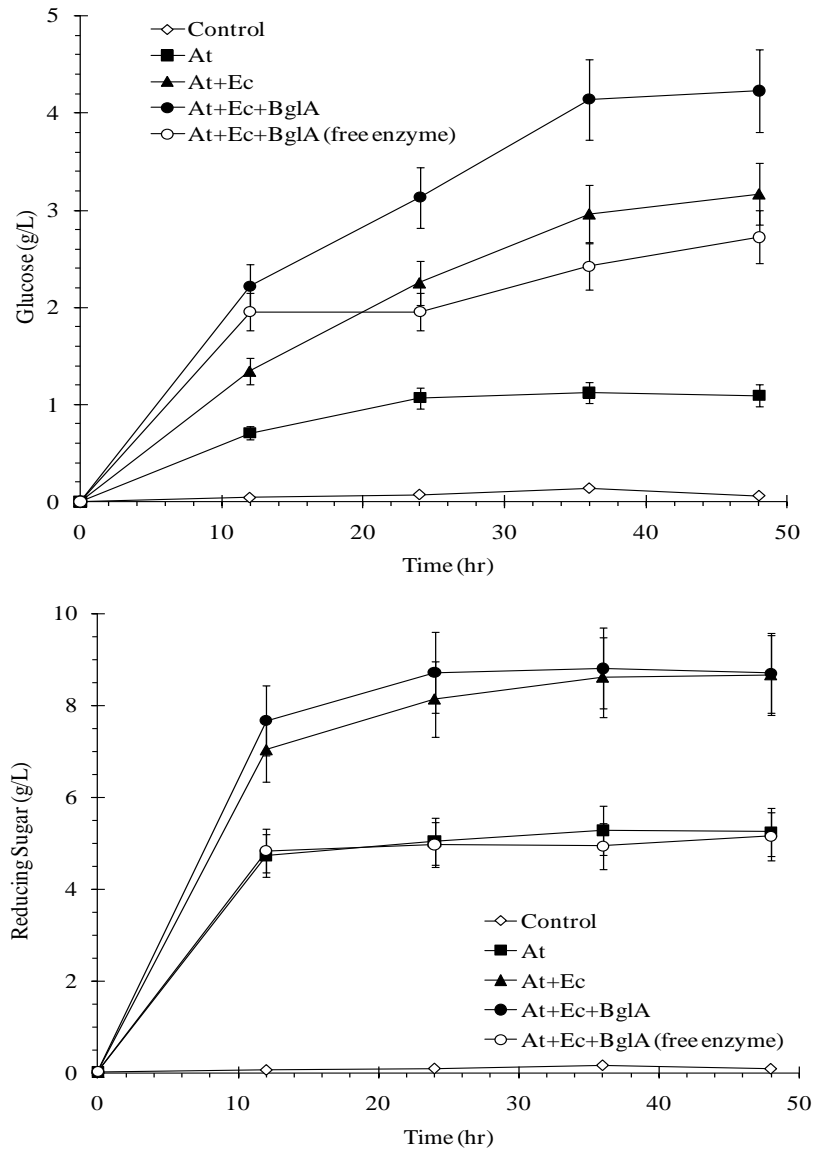 5
4
3
2
1
0
Glucose (g/L)
Control
At
At+Ec
At+Ec+BglA
At+Ec+BglA (free enzyme)
0 10 20 30 40 50
Time (hr)
10
8
6
4
2
0
Reducing Sugar (g/L)
Control
At
At+Ec
At+Ec+BglA
At+Ec+BglA (free enzyme)
0 10 20 30 40 50
Time (hr)